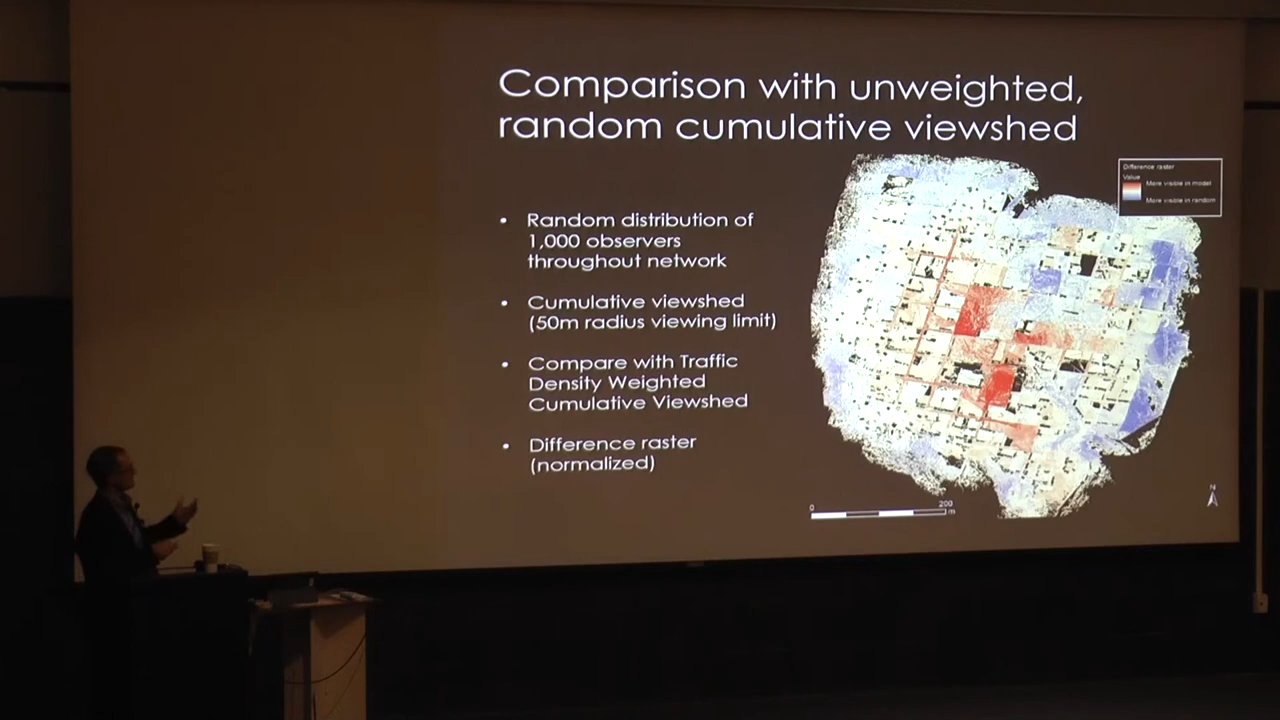 Comparison with unweighted,
random cumulative viewshed
• Random distribution of
1,000 observers
throughout network
• Cumulative viewshed
(50m radius viewing limit)
• Compare with Traffic
Density Weighted
Cumulative Viewshed
• Difference raster
(normalized)
Difference raster
Value
More visible in model
More visible in random
0 200
m
N